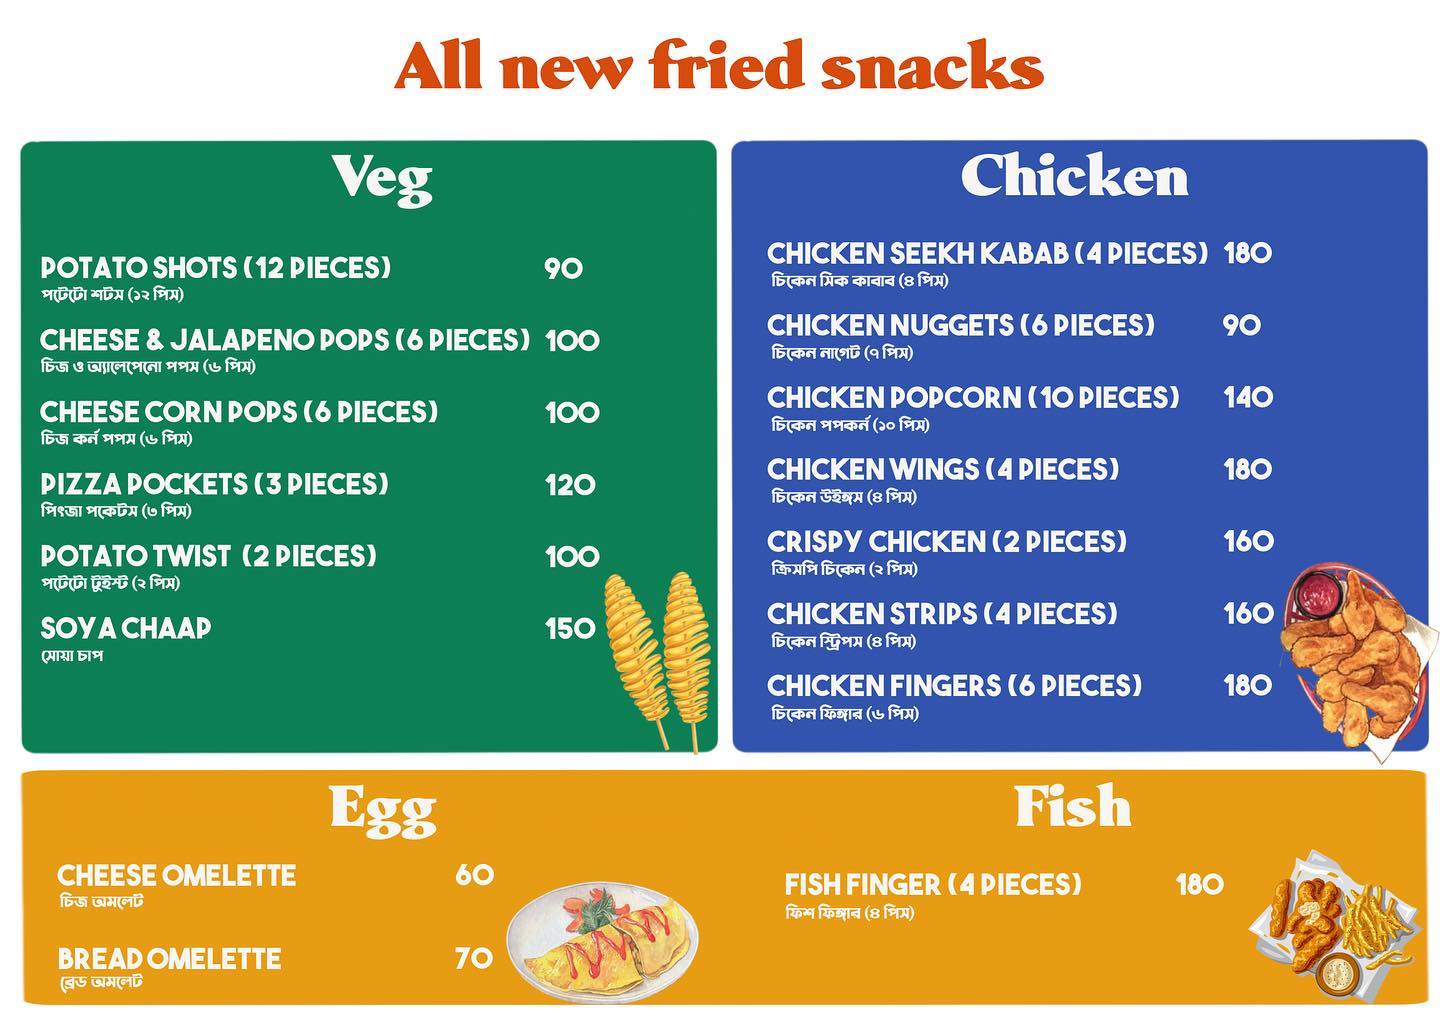 All new fried snacks
Veg
POTATO SHOTS (12 PIECES) 90
পটেটো শটস (১২ পিস)
CHEESE & JALAPENO POPS (6 PIECES) 100
চিজ ও অ্যালেপেনো পপস (৬ পিস)
CHEESE CORN POPS (6 PIECES) 100
চিজ কর্ন পপস (৬ পিস)
PIZZA POCKETS (3 PIECES) 120
পিৎজা পকেটস (৩ পিস)
POTATO TWIST (2 PIECES) 100
পটেটো টুইস্ট (২ পিস)
SOYA CHAAP 150
সোয়া চাপ
Chicken
CHICKEN SEEKH KABAB (4 PIECES) 180
চিকেন সিক কাবাব (৪ পিস)
CHICKEN NUGGETS (6 PIECES) 90
চিকেন নাগেট (৭ পিস)
CHICKEN POPCORN (10 PIECES) 140
চিকেন পপকর্ন (১০ পিস)
CHICKEN WINGS (4 PIECES) 180
চিকেন উইঙ্গস (৪ পিস)
CRISPY CHICKEN (2 PIECES) 160
ক্রিসপি চিকেন (২ পিস)
CHICKEN STRIPS (4 PIECES) 160
চিকেন স্ট্রিপস (৪ পিস)
CHICKEN FINGERS (6 PIECES) 180
চিকেন ফিঙ্গার (৬ পিস)
Egg
CHEESE OMELETTE 60
চিজ অমলেট
BREAD OMELETTE 70
ব্রেড অমলেট
Fish
FISH FINGER (4 PIECES) 180
ফিশ ফিঙ্গার (৪ পিস)